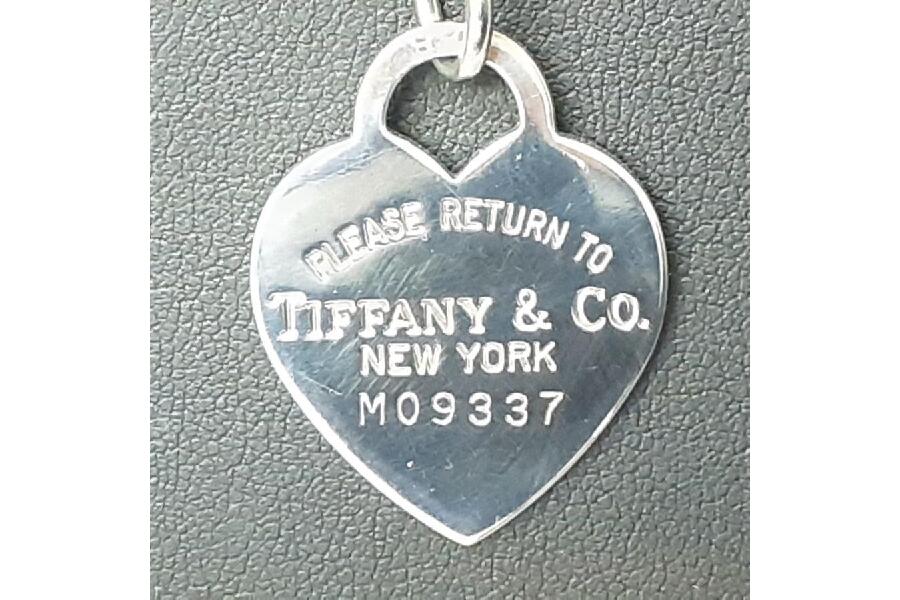 PLEASE RETURN TO
TIFFANY & CO.
NEW YORK
M09337